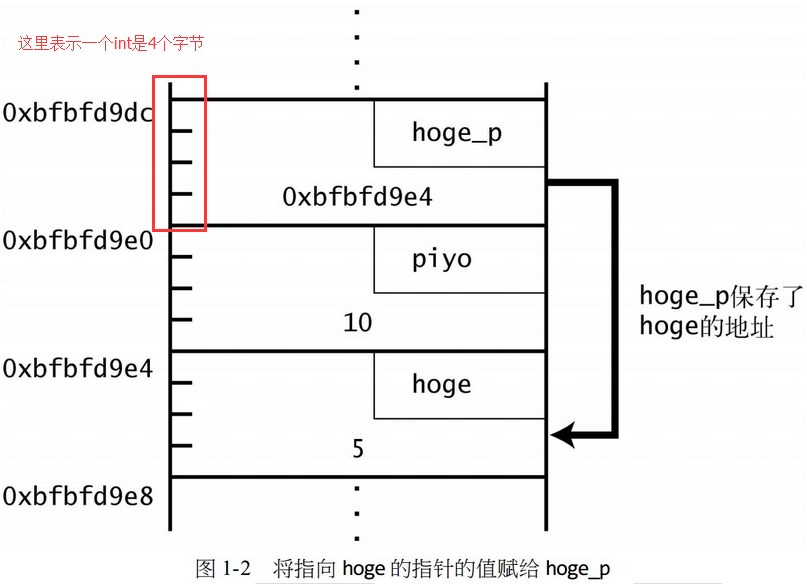 这里表示一个int是4个字节
0xbfbfd9dc
hoge_p
0xbfbfd9e4
0xbfbfd9e0
piyo
10
hoge_p保存了
hoge的地址
0xbfbfd9e4
hoge
5
0xbfbfd9e8
图 1-2 将指向 hoge 的指针的值赋给 hoge_p